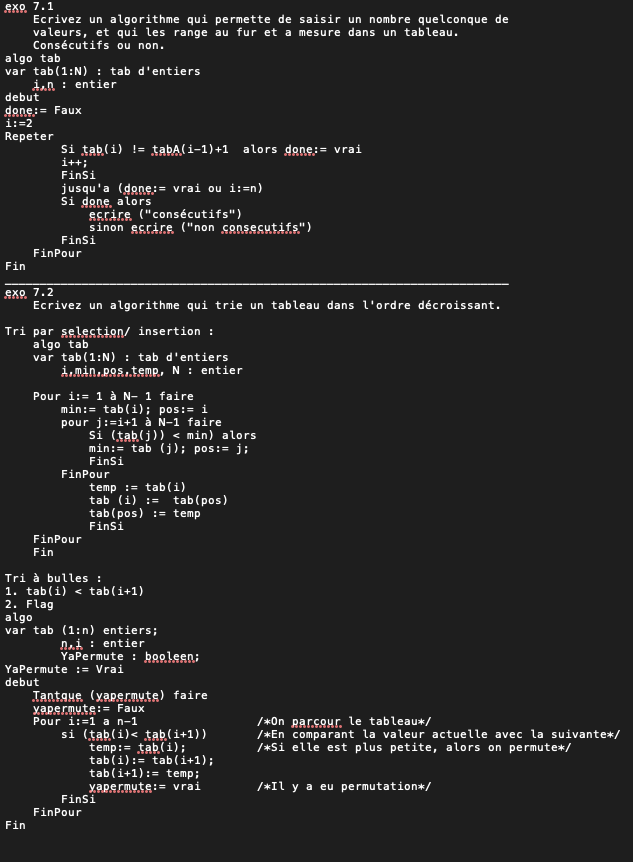 exo 7.1
Ecrivez un algorithme qui permette de saisir un nombre quelconque de
valeurs, et qui les range au fur et a mesure dans un tableau.
Consécutifs ou non.
algo tab
var tab(1:N) : tab d'entiers
i,n : entier
debut
done:= Faux
i:=2
Repeter
Si tab(i) != tabA(i-1)+1  alors done:= vrai
i++;
FinSi
jusqu'a (done:= vrai ou i:=n)
Si done alors
ecrire ("consécutifs")
sinon ecrire ("non consecutifs")
FinSi
FinPour
Fin
exo 7.2
Ecrivez un algorithme qui trie un tableau dans l'ordre décroissant.
Tri par selection/ insertion :
algo tab
var tab(1:N) : tab d'entiers
i,min,pos,temp, N : entier
Pour i:= 1 à N- 1 faire
min:= tab(i); pos:= i
pour j:=i+1 à N-1 faire
Si (tab(j)) < min) alors
min:= tab (j); pos:= j;
FinSi
FinPour
temp := tab(i)
tab (i) :=  tab(pos)
tab(pos) := temp
FinSi
FinPour
Fin
Tri à bulles :
1. tab(i) < tab(i+1)
2. Flag
algo
var tab (1:n) entiers;
n,i : entier
YaPermute : booleen;
YaPermute := Vrai
debut
Tantque (yapermute) faire
yapermute:= Faux
Pour i:=1 a n-1 /*On parcour le tableau*/
si (tab(i)< tab(i+1)) /*En comparant la valeur actuelle avec la suivante*/
temp:= tab(i); /*Si elle est plus petite, alors on permute*/
tab(i):= tab(i+1);
tab(i+1):= temp;
yapermute:= vrai /*Il y a eu permutation*/
FinSi
FinPour
Fin